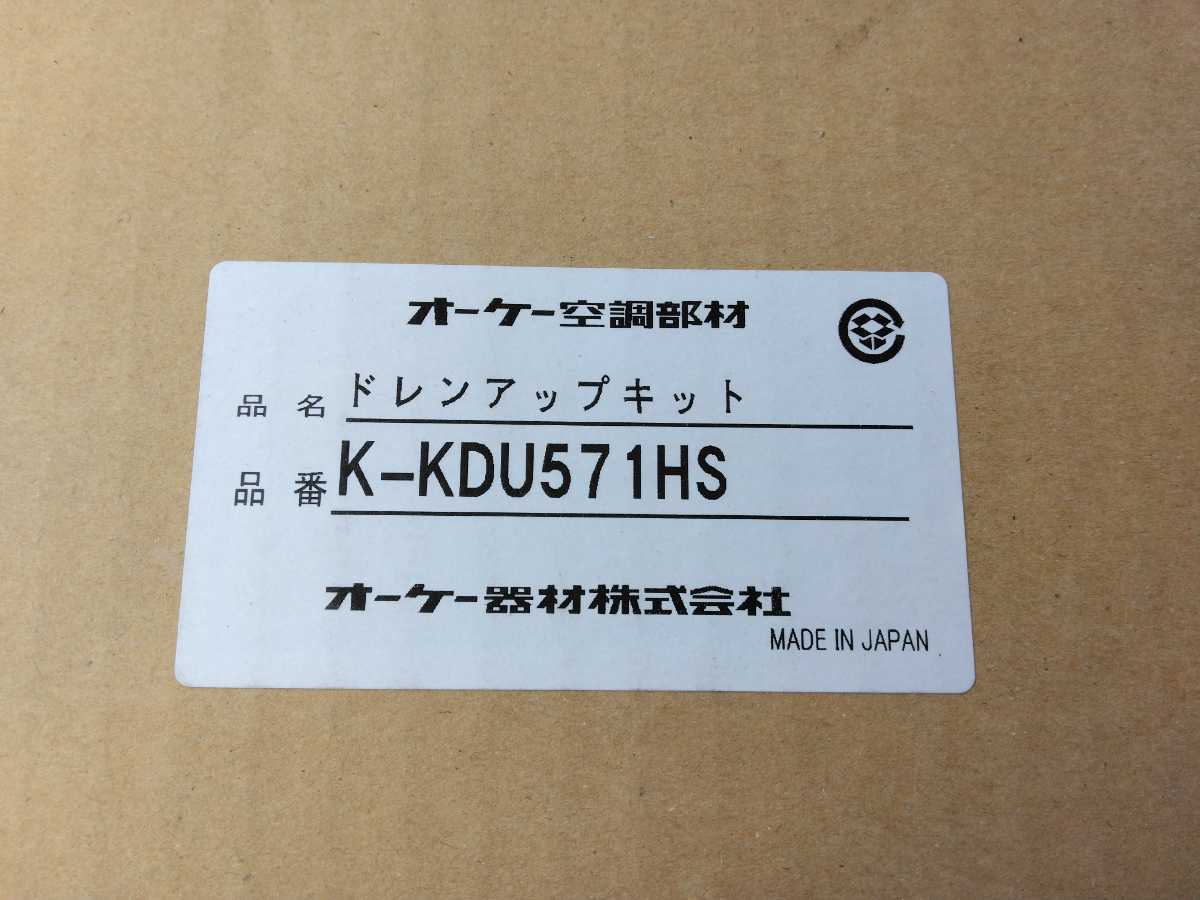 オーケー空調部材
品名 ドレンアップキット
品番 K-KDU571HS
オーケー器材株式会社
MADE IN JAPAN